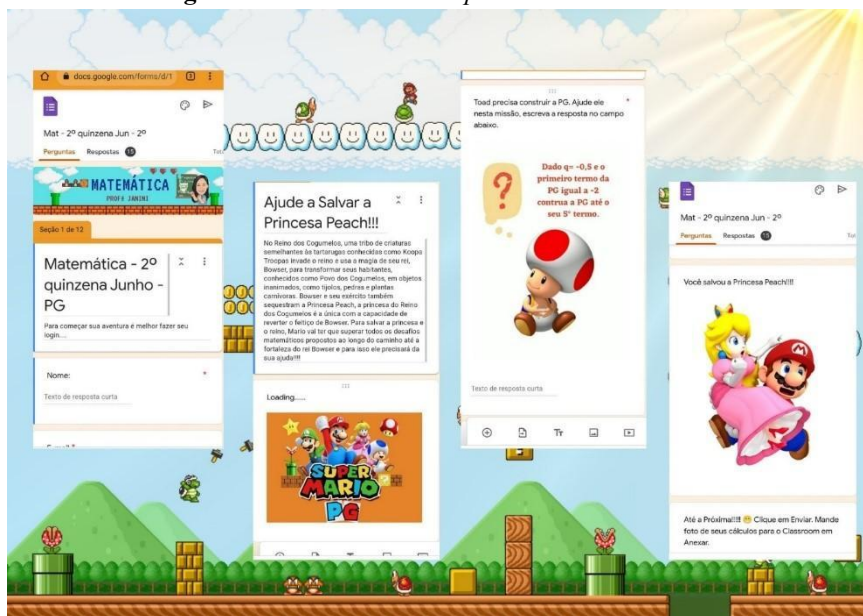 docs.google.com/forms/d/1
Mat - 2º quinzena Jun - 2º
Perguntas Respostas 15
MATEMÁTICA
PROFª JANINI
Seção 1 de 12
Matemática - 2º
quinzena Junho -
PG
Para começar sua aventura é melhor fazer seu
login....
Nome: *
Texto de resposta curta
Ajude a Salvar a
Princesa Peach!!!
No Reino dos Cogumelos, uma tribo de criaturas
semelhantes às tartarugas conhecidas como Koopa
Troopas invade o reino e usa a magia de seu rei,
Bowser, para transformar seus habitantes,
conhecidos como Povo dos Cogumelos, em objetos
inanimados, como tijolos, pedras e plantas
carnívoras. Bowser e seu exército também
sequestram a Princesa Peach, a princesa do Reino
dos Cogumelos é a única com a capacidade de
reverter o feitiço de Bowser. Para salvar a princesa e
o reino, Mario vai ter que superar todos os desafios
matemáticos propostos ao longo do caminho até a
fortaleza do rei Bowser e para isso ele precisará da
sua ajuda!!!!
Loading.....
SUPER
MARIO
PG
Toad precisa construir a PG. Ajude ele *
nesta missão, escreva a resposta no campo
abaixo.
?
Dado q= -0,5 e o
primeiro termo da
PG igual a -2
contrua a PG até o
seu 5° termo.
Texto de resposta curta
Tт
Mat - 2º quinzena Jun - 2º
Perguntas Respostas 15
Você salvou a Princesa Peach!!!!
M
Até a Próxima!!!! 😁 Clique em Enviar. Mande
foto de seus cálculos para o Classroom em
Anexar.